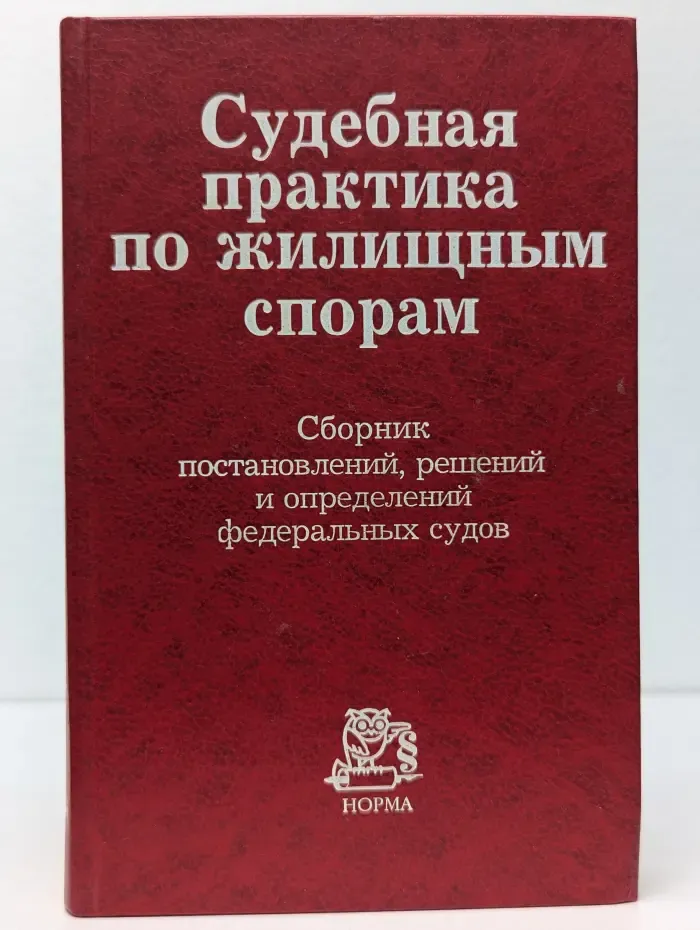 Судебная
практика
по жилищным
спорам
Сборник
постановлений, решений
и определений
федеральных судов
§
НОРМА